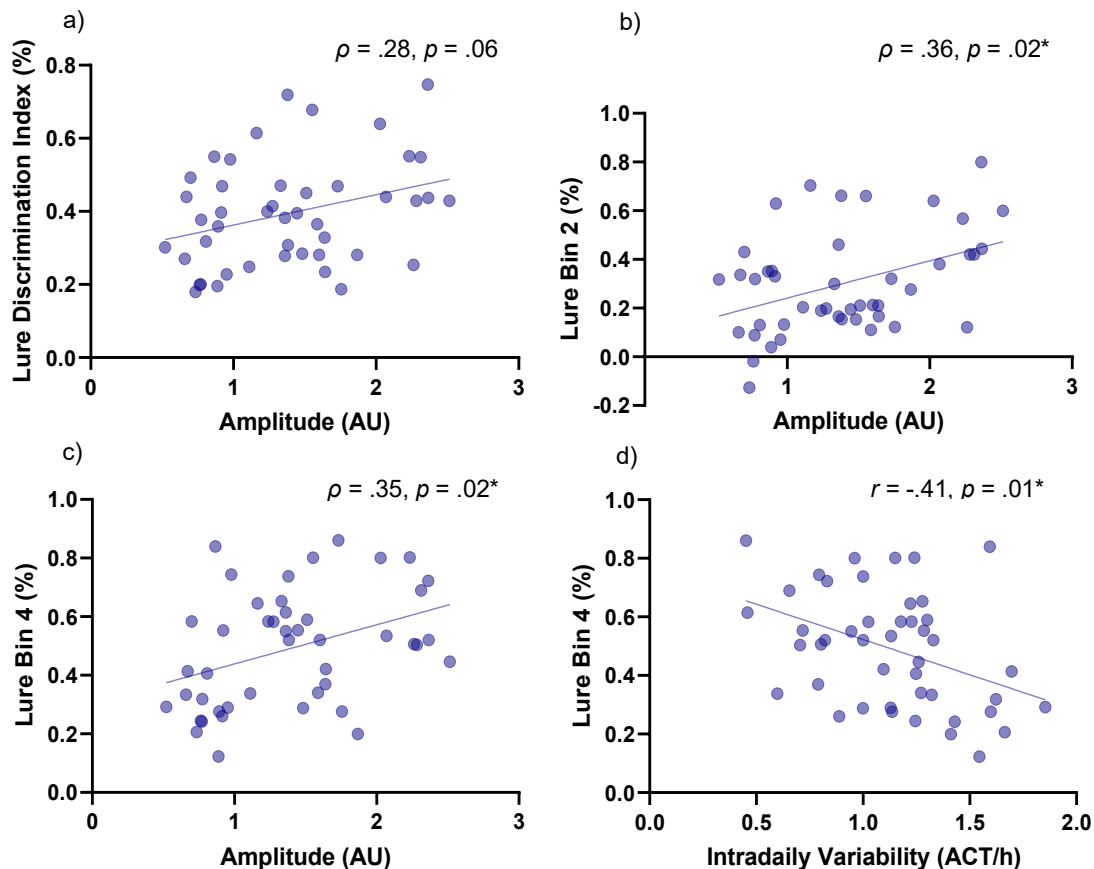 a)
ρ = .28, p = .06
Lure Discrimination Index (%)
0.8
0.6
0.4
0.2
0.0
0 1 2 3
Amplitude (AU)
b)
ρ = .36, p = .02*
Lure Bin 2 (%)
1.0
0.8
0.6
0.4
0.2
0.0
-0.2
1 2 3
Amplitude (AU)
c)
ρ = .35, p = .02*
Lure Bin 4 (%)
1.0
0.8
0.6
0.4
0.2
0.0
0 1 2 3
Amplitude (AU)
d)
r = -.41, p = .01*
Lure Bin 4 (%)
1.0
0.8
0.6
0.4
0.2
0.0
0.0 0.5 1.0 1.5 2.0
Intradaily Variability (ACT/h)